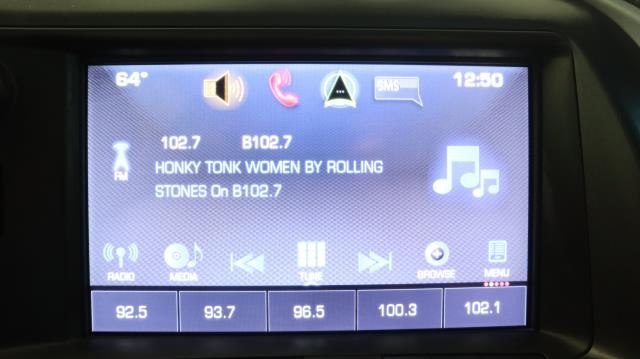 64° SMS 12:50
102.7 B102.7
HONKY TONK WOMEN BY ROLLING
STONES On B102.7
FM
RADIO MEDIA TUNE BROWSE MENU
92.5 93.7 96.5 100.3 102.1